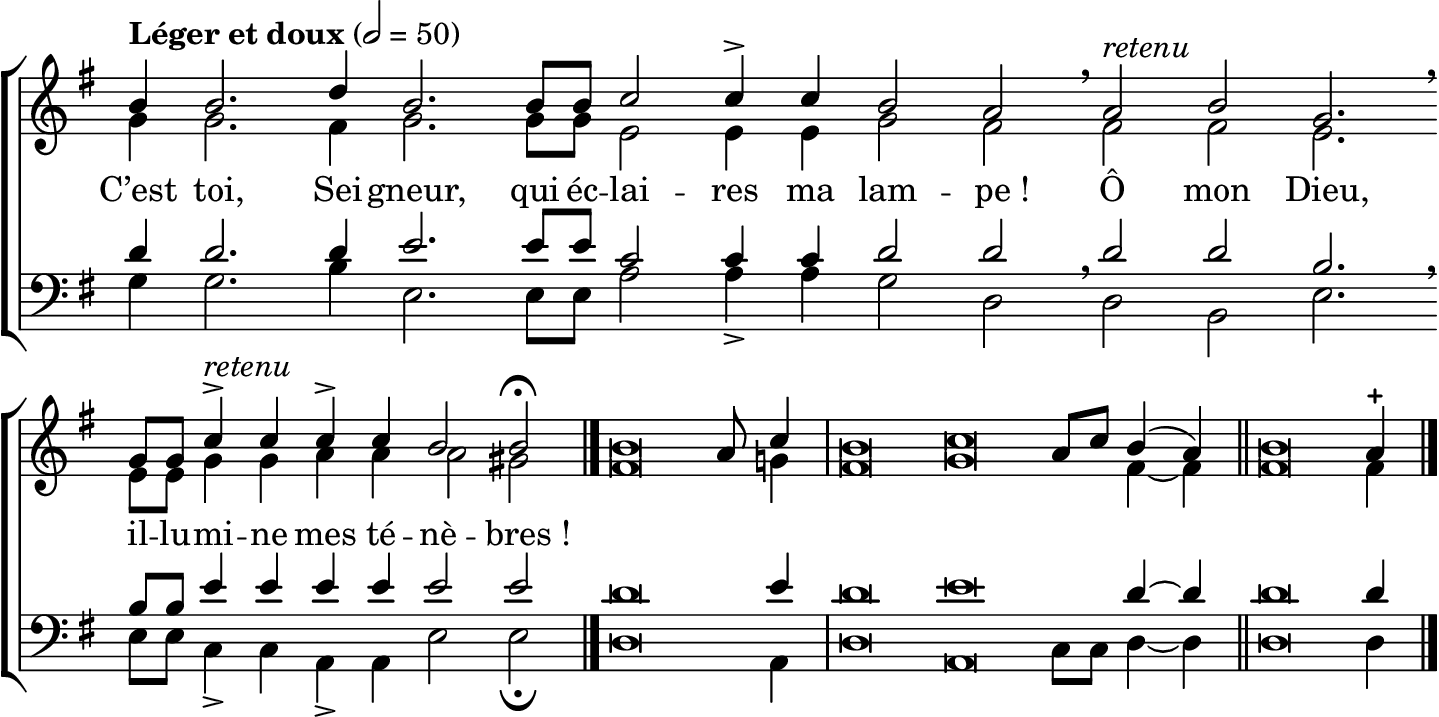 Léger et doux (𝅗𝅥 = 50)
retenu
C’est toi, Sei gneur, qui éc - lai - res ma lam - pe ! Ô mon Dieu,
retenu
il - lu mi - ne mes té - nè - bres !